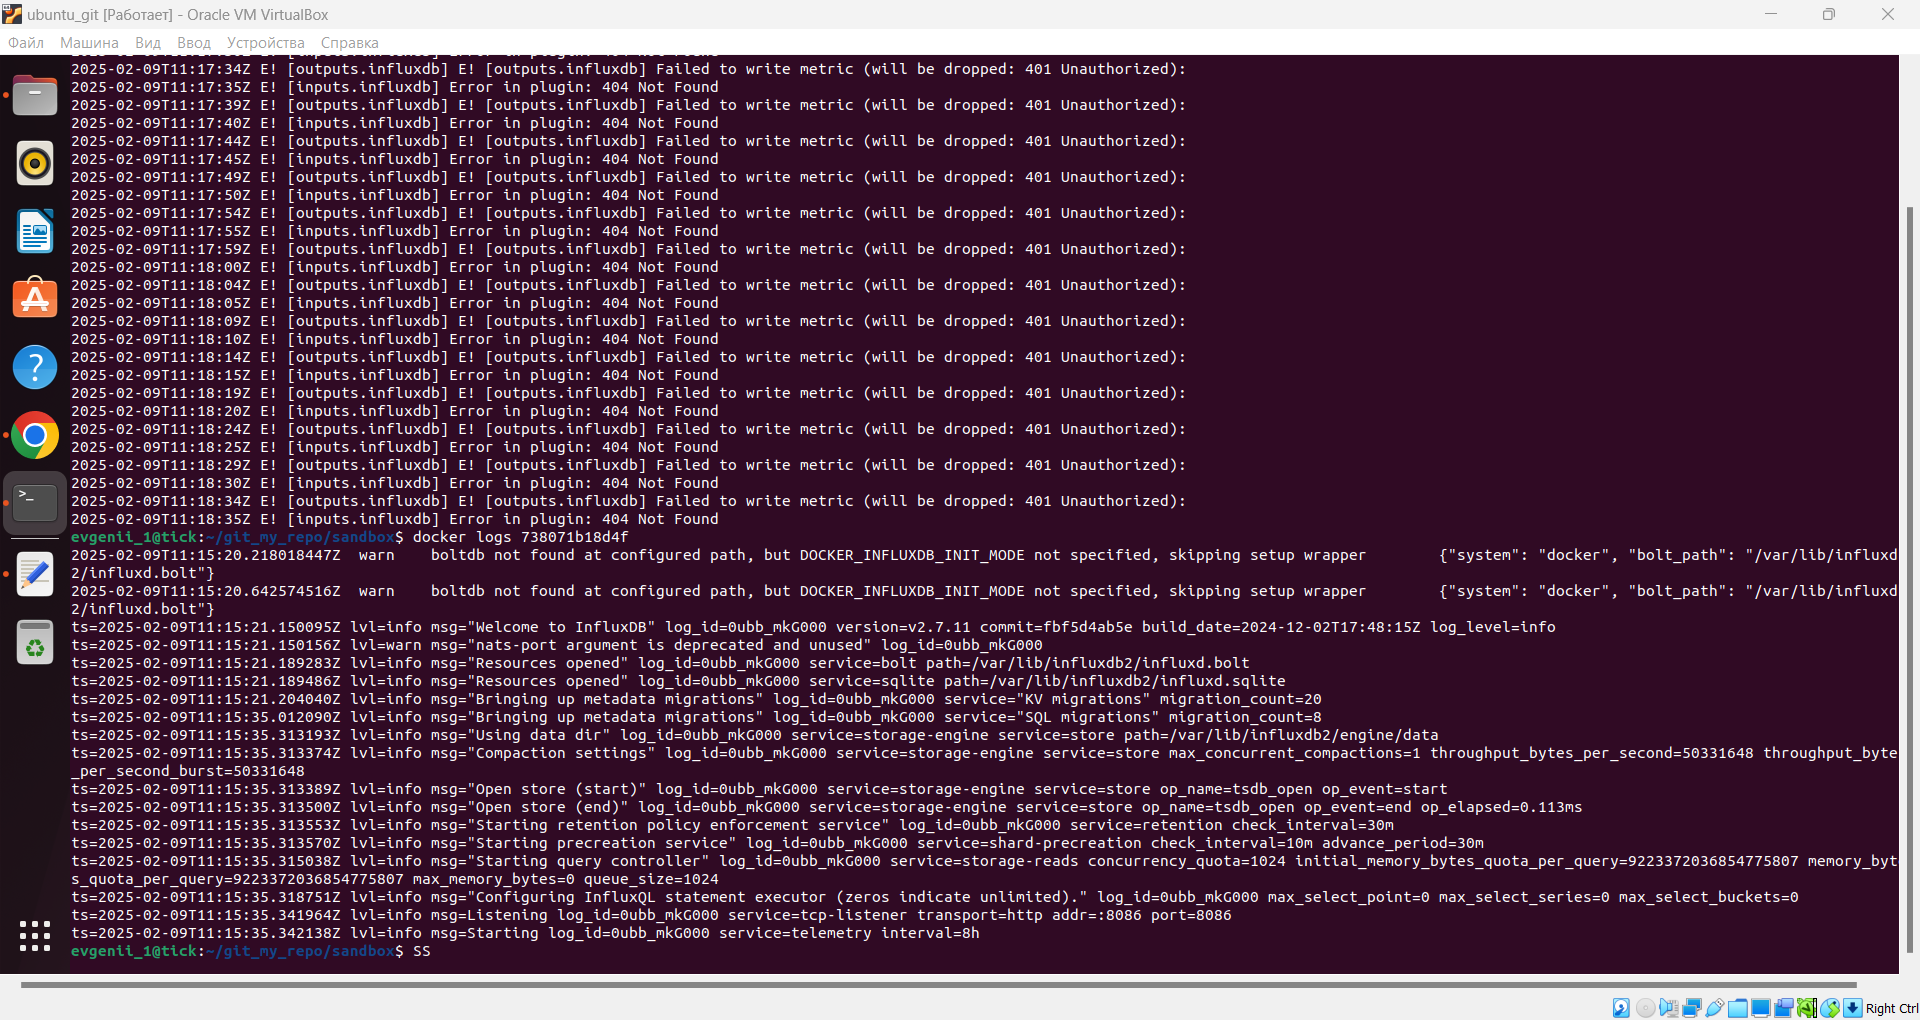 ubuntu_git [Работает] - Oracle VM VirtualBox
Файл Машина Вид Ввод Устройства Справка
2025-02-09T11:17:34Z E! [outputs.influxdb] E! [outputs.influxdb] Failed to write metric (will be dropped: 401 Unauthorized):
2025-02-09T11:17:35Z E! [inputs.influxdb] Error in plugin: 404 Not Found
2025-02-09T11:17:39Z E! [outputs.influxdb] E! [outputs.influxdb] Failed to write metric (will be dropped: 401 Unauthorized):
2025-02-09T11:17:40Z E! [inputs.influxdb] Error in plugin: 404 Not Found
2025-02-09T11:17:44Z E! [outputs.influxdb] E! [outputs.influxdb] Failed to write metric (will be dropped: 401 Unauthorized):
2025-02-09T11:17:45Z E! [inputs.influxdb] Error in plugin: 404 Not Found
2025-02-09T11:17:49Z E! [outputs.influxdb] E! [outputs.influxdb] Failed to write metric (will be dropped: 401 Unauthorized):
2025-02-09T11:17:50Z E! [inputs.influxdb] Error in plugin: 404 Not Found
2025-02-09T11:17:54Z E! [outputs.influxdb] E! [outputs.influxdb] Failed to write metric (will be dropped: 401 Unauthorized):
2025-02-09T11:17:55Z E! [inputs.influxdb] Error in plugin: 404 Not Found
2025-02-09T11:17:59Z E! [outputs.influxdb] E! [outputs.influxdb] Failed to write metric (will be dropped: 401 Unauthorized):
2025-02-09T11:18:00Z E! [inputs.influxdb] Error in plugin: 404 Not Found
2025-02-09T11:18:04Z E! [outputs.influxdb] E! [outputs.influxdb] Failed to write metric (will be dropped: 401 Unauthorized):
2025-02-09T11:18:05Z E! [inputs.influxdb] Error in plugin: 404 Not Found
2025-02-09T11:18:09Z E! [outputs.influxdb] E! [outputs.influxdb] Failed to write metric (will be dropped: 401 Unauthorized):
2025-02-09T11:18:10Z E! [inputs.influxdb] Error in plugin: 404 Not Found
2025-02-09T11:18:14Z E! [outputs.influxdb] E! [outputs.influxdb] Failed to write metric (will be dropped: 401 Unauthorized):
2025-02-09T11:18:15Z E! [inputs.influxdb] Error in plugin: 404 Not Found
2025-02-09T11:18:19Z E! [outputs.influxdb] E! [outputs.influxdb] Failed to write metric (will be dropped: 401 Unauthorized):
2025-02-09T11:18:20Z E! [inputs.influxdb] Error in plugin: 404 Not Found
2025-02-09T11:18:24Z E! [outputs.influxdb] E! [outputs.influxdb] Failed to write metric (will be dropped: 401 Unauthorized):
2025-02-09T11:18:25Z E! [inputs.influxdb] Error in plugin: 404 Not Found
2025-02-09T11:18:29Z E! [outputs.influxdb] E! [outputs.influxdb] Failed to write metric (will be dropped: 401 Unauthorized):
2025-02-09T11:18:30Z E! [inputs.influxdb] Error in plugin: 404 Not Found
2025-02-09T11:18:34Z E! [outputs.influxdb] E! [outputs.influxdb] Failed to write metric (will be dropped: 401 Unauthorized):
2025-02-09T11:18:35Z E! [inputs.influxdb] Error in plugin: 404 Not Found
evgenii_1@tick:~/git_my_repo/sandbox$ docker logs 738071b18d4f
2025-02-09T11:15:20.218018447Z warn boltdb not found at configured path, but DOCKER_INFLUXDB_INIT_MODE not specified, skipping setup wrapper {"system": "docker", "bolt_path": "/var/lib/influxd
2/influxd.bolt"}
2025-02-09T11:15:20.642574516Z warn boltdb not found at configured path, but DOCKER_INFLUXDB_INIT_MODE not specified, skipping setup wrapper {"system": "docker", "bolt_path": "/var/lib/influxd
2/influxd.bolt"}
ts=2025-02-09T11:15:21.150095Z lvl=info msg="Welcome to InfluxDB" log_id=0ubb_mkG000 version=v2.7.11 commit=fbf5d4ab5e build_date=2024-12-02T17:48:15Z log_level=info
ts=2025-02-09T11:15:21.150156Z lvl=warn msg="nats-port argument is deprecated and unused" log_id=0ubb_mkG000
ts=2025-02-09T11:15:21.189283Z lvl=info msg="Resources opened" log_id=0ubb_mkG000 service=bolt path=/var/lib/influxdb2/influxd.bolt
ts=2025-02-09T11:15:21.189486Z lvl=info msg="Resources opened" log_id=0ubb_mkG000 service=sqlite path=/var/lib/influxdb2/influxd.sqlite
ts=2025-02-09T11:15:21.204040Z lvl=info msg="Bringing up metadata migrations" log_id=0ubb_mkG000 service="KV migrations" migration_count=20
ts=2025-02-09T11:15:35.012090Z lvl=info msg="Bringing up metadata migrations" log_id=0ubb_mkG000 service="SQL migrations" migration_count=8
ts=2025-02-09T11:15:35.313193Z lvl=info msg="Using data dir" log_id=0ubb_mkG000 service=storage-engine service=store path=/var/lib/influxdb2/engine/data
ts=2025-02-09T11:15:35.313374Z lvl=info msg="Compaction settings" log_id=0ubb_mkG000 service=storage-engine service=store max_concurrent_compactions=1 throughput_bytes_per_second=50331648 throughput_byte
_per_second_burst=50331648
ts=2025-02-09T11:15:35.313389Z lvl=info msg="Open store (start)" log_id=0ubb_mkG000 service=storage-engine service=store op_name=tsdb_open op_event=start
ts=2025-02-09T11:15:35.313500Z lvl=info msg="Open store (end)" log_id=0ubb_mkG000 service=storage-engine service=store op_name=tsdb_open op_event=end op_elapsed=0.113ms
ts=2025-02-09T11:15:35.313553Z lvl=info msg="Starting retention policy enforcement service" log_id=0ubb_mkG000 service=retention check_interval=30m
ts=2025-02-09T11:15:35.313570Z lvl=info msg="Starting precreation service" log_id=0ubb_mkG000 service=shard-precreation check_interval=10m advance_period=30m
ts=2025-02-09T11:15:35.315038Z lvl=info msg="Starting query controller" log_id=0ubb_mkG000 service=storage-reads concurrency_quota=1024 initial_memory_bytes_quota_per_query=9223372036854775807 memory_byt
s_quota_per_query=9223372036854775807 max_memory_bytes=0 queue_size=1024
ts=2025-02-09T11:15:35.318751Z lvl=info msg="Configuring InfluxQL statement executor (zeros indicate unlimited)." log_id=0ubb_mkG000 max_select_point=0 max_select_series=0 max_select_buckets=0
ts=2025-02-09T11:15:35.341964Z lvl=info msg=Listening log_id=0ubb_mkG000 service=tcp-listener transport=http addr=:8086 port=8086
ts=2025-02-09T11:15:35.342138Z lvl=info msg=Starting log_id=0ubb_mkG000 service=telemetry interval=8h
evgenii_1@tick:~/git_my_repo/sandbox$ SS
Right Ctrl